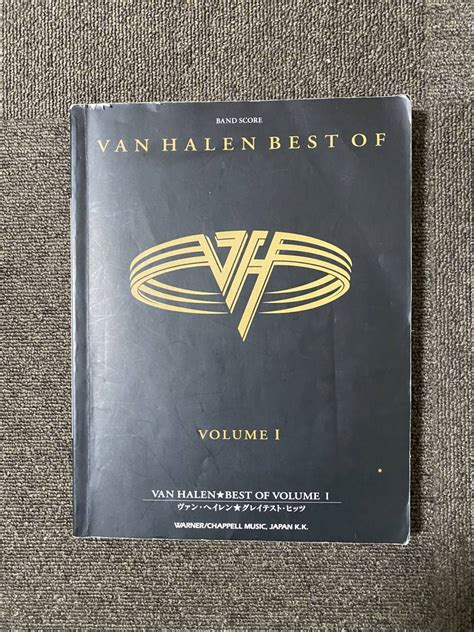 BAND SCORE
VAN HALEN BEST OF
VH
VOLUME I
VAN HALEN★BEST OF VOLUME I
ヴァン・ヘイレン★グレイテスト・ヒッツ
WARNER/CHAPPELL MUSIC, JAPAN K.K.